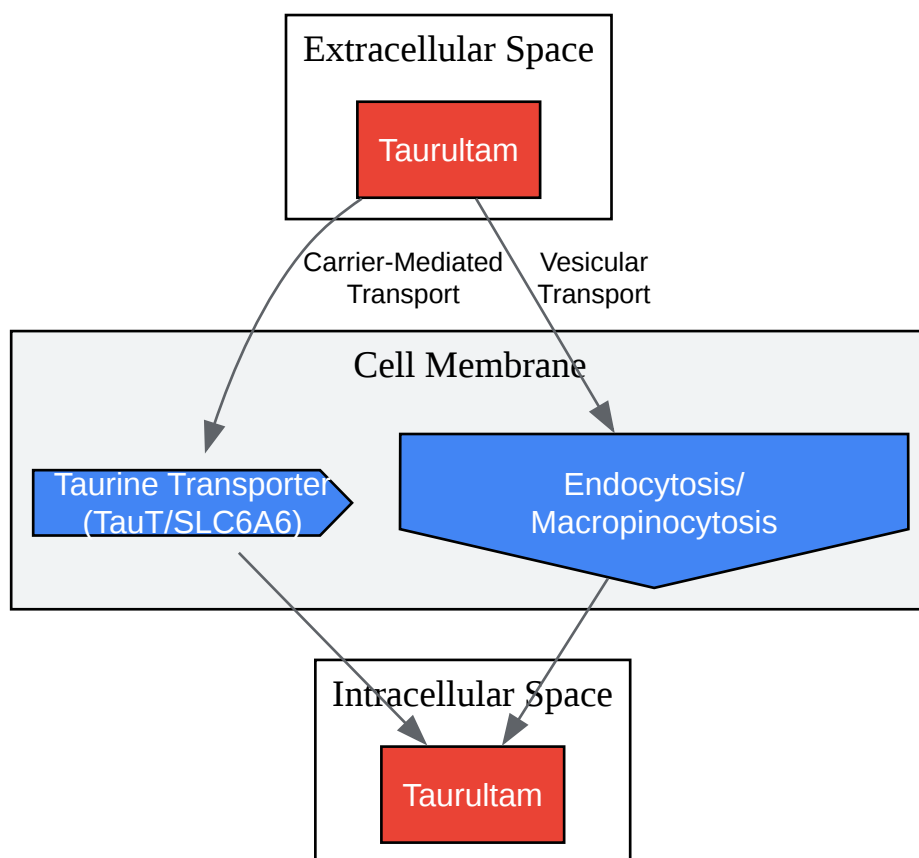 Extracellular Space
Taurultam
Carrier-Mediated
Transport
Vesicular
Transport
Cell Membrane
Taurine Transporter
(TauT/SLC6A6)
Endocytosis/
Macropinocytosis
Intracellular Space
Taurultam